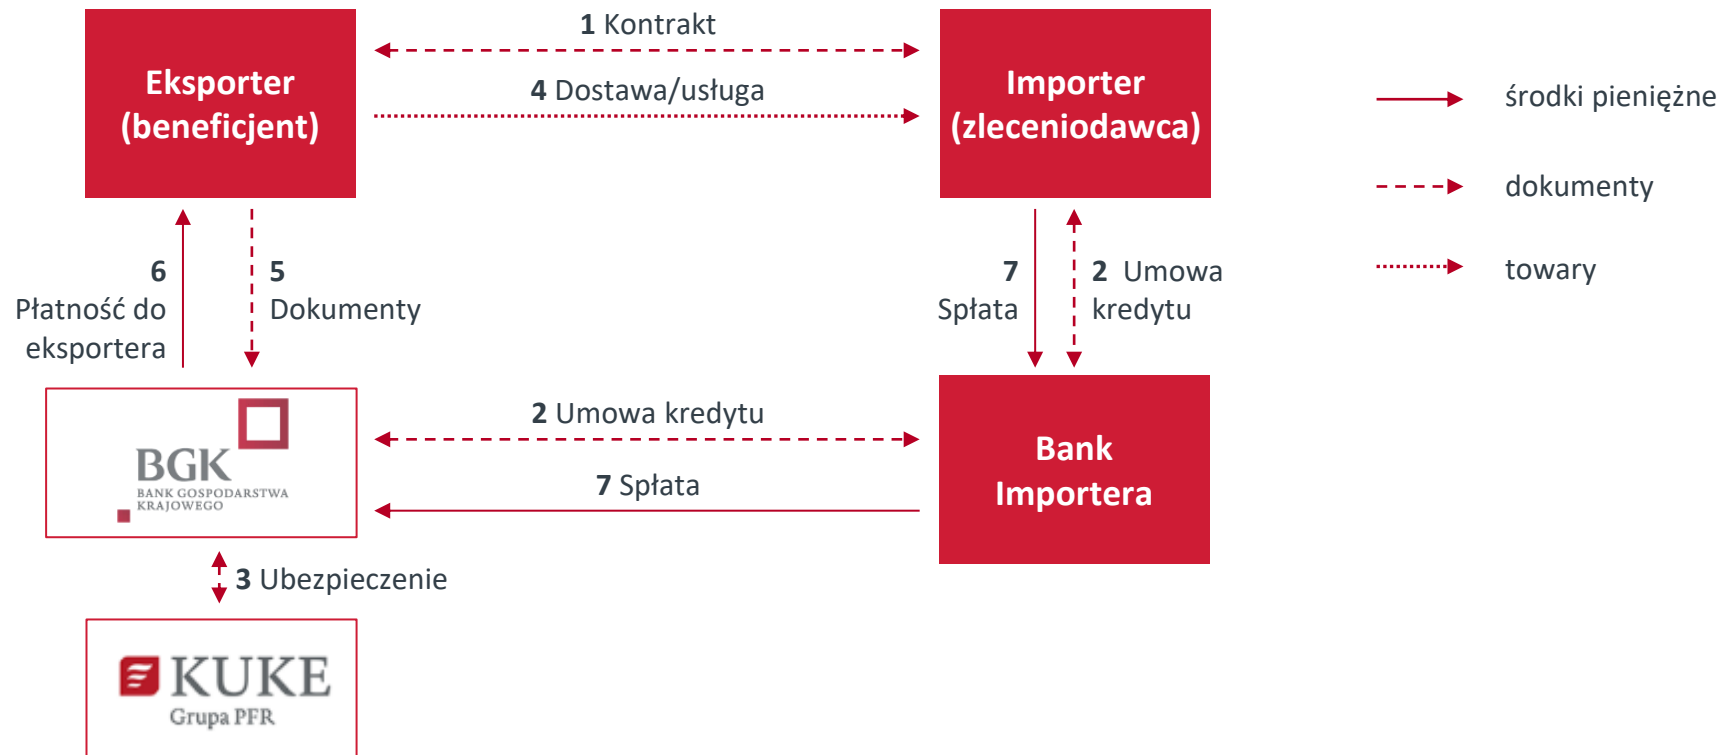 1 Kontrakt
Eksporter
(beneficjent)
4 Dostawa/usługa
Importer
(zleceniodawca)
środki pieniężne
dokumenty
towary
6
Płatność do
eksportera
5
Dokumenty
7
Spłata
2 Umowa
kredytu
BGK
BANK GOSPODARSTWA
KRAJOWEGO
2 Umowa kredytu
7 Spłata
Bank
Importera
3 Ubezpieczenie
KUKE
Grupa PFR